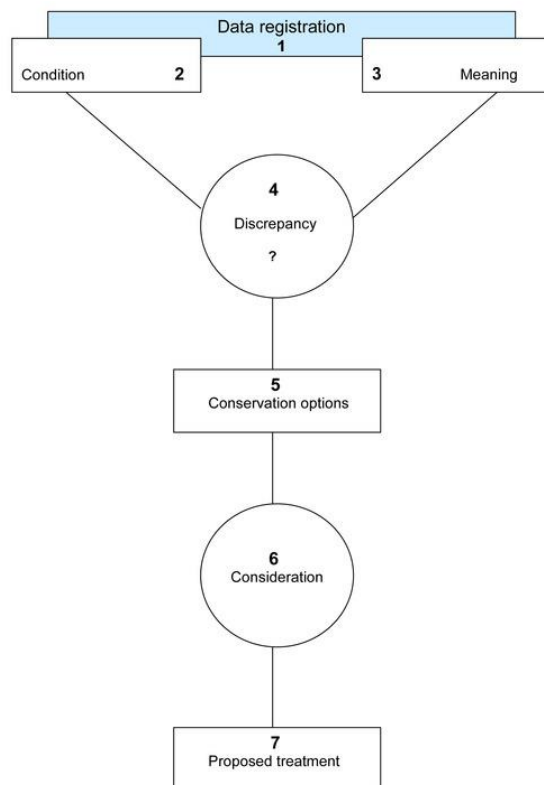 Data registration
1
Condition 2
3 Meaning
4
Discrepancy
?
5
Conservation options
6
Consideration
7
Proposed treatment